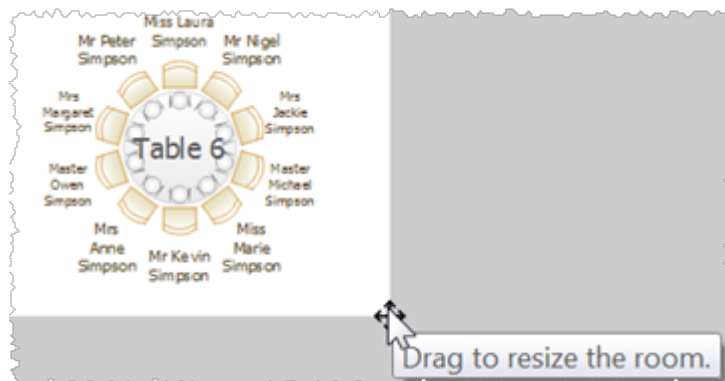 Miss Laura
Simpson
Mr Peter
Simpson
Mr Nigel
Simpson
Mrs
Margaret
Simpson
Mrs
Jackie
Simpson
Table 6
Master
Owen
Simpson
Master
Michael
Simpson
Mrs
Anne
Simpson
Mr Kevin
Simpson
Miss
Marie
Simpson
Drag to resize the room.